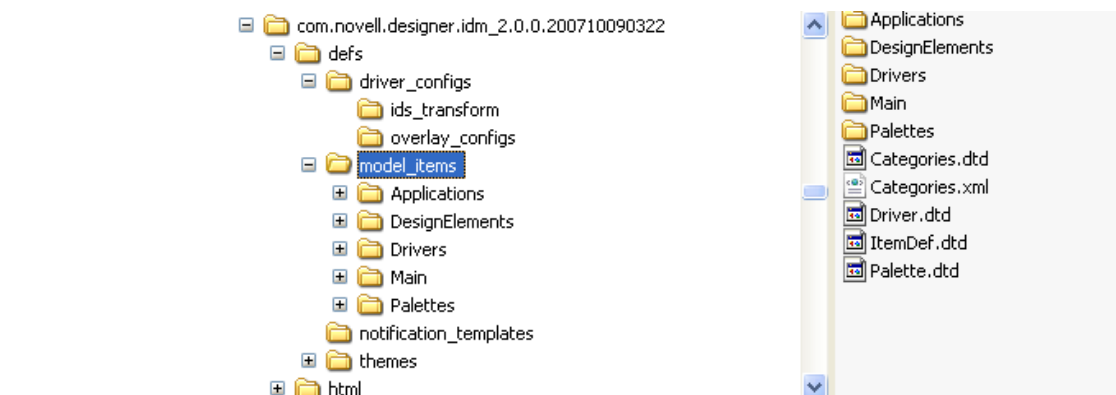 com.novell.designer.idm_2.0.0.200710090322
defs
driver_configs
ids_transform
overlay_configs
model_items
Applications
DesignElements
Drivers
Main
Palettes
notification_templates
themes
html
Applications
DesignElements
Drivers
Main
Palettes
Categories.dtd
Categories.xml
Driver.dtd
ItemDef.dtd
Palette.dtd